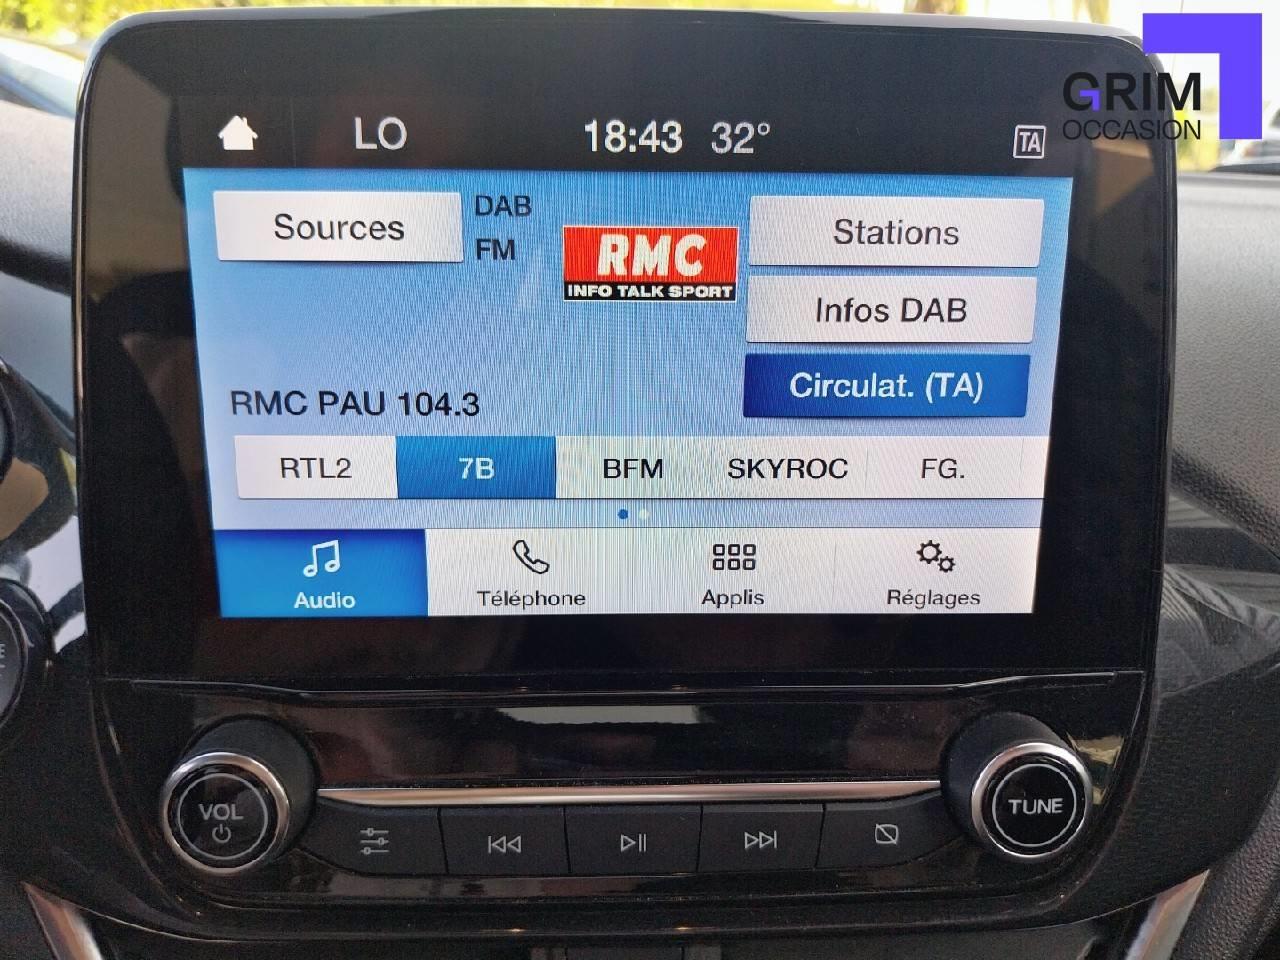 GRIM
OCCASION
LO
18:43 32°
TA
Sources
DAB
FM
RMC
INFO TALK SPORT
Stations
Infos DAB
Circulat. (TA)
RMC PAU 104.3
RTL2
7B
BFM
SKYROC
FG.
Audio
Téléphone
Applis
Réglages
VOL
TUNE